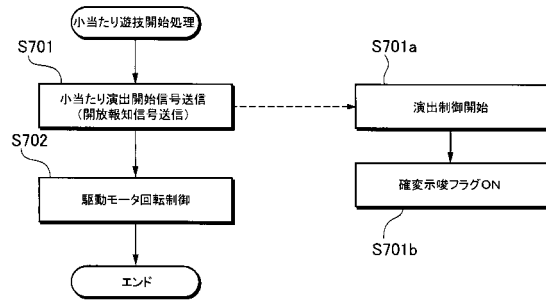 小当たり遊技開始処理
S701
小当たり演出開始信号送信
(開放報知信号送信)
S701a
演出制御開始
S702
駆動モータ回転制御
確変示唆フラグON
S701b
エンド